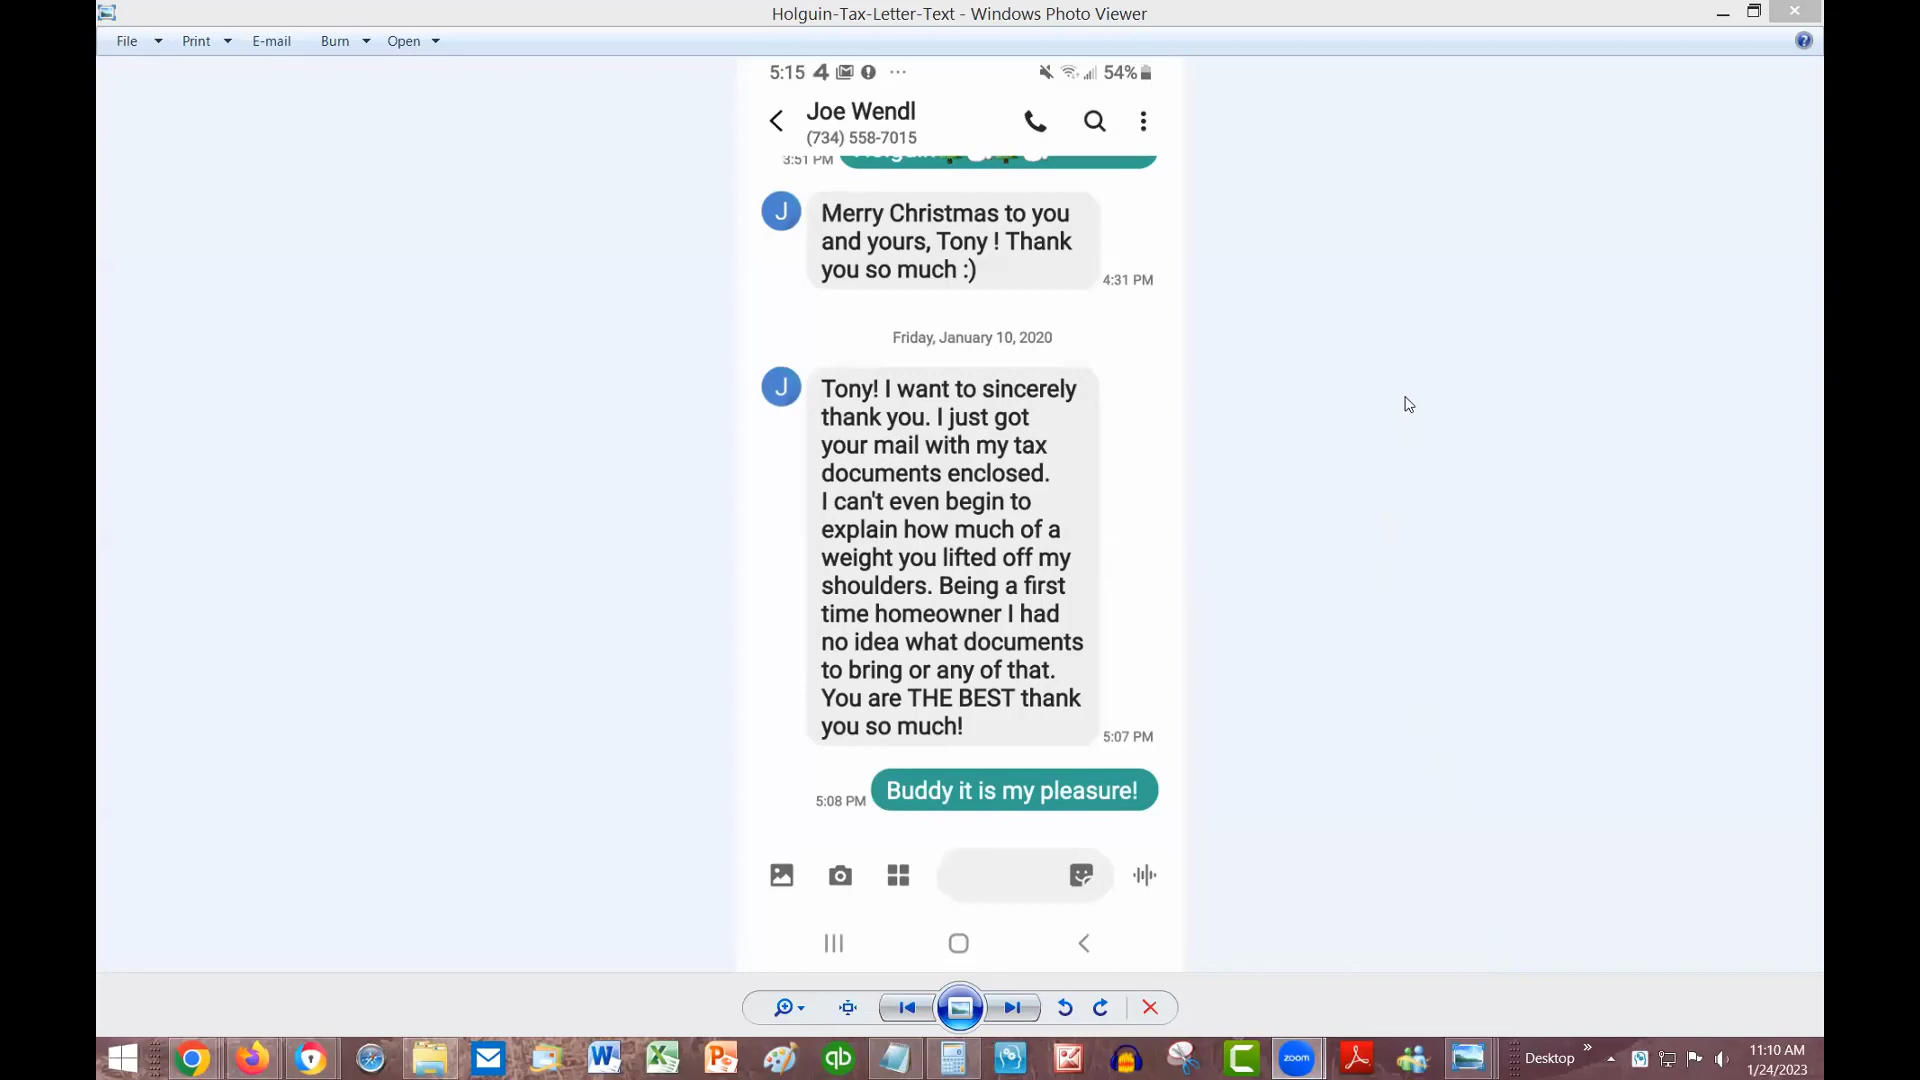 Holguin-Tax-Letter-Text - Windows Photo Viewer
File Print E-mail Burn Open
5:15 54%
Joe Wendl
(734) 558-7015
3:51 PM Holguin
J
Merry Christmas to you
and yours, Tony ! Thank
you so much :)
4:31 PM
Friday, January 10, 2020
J
Tony! I want to sincerely
thank you. I just got
your mail with my tax
documents enclosed.
I can't even begin to
explain how much of a
weight you lifted off my
shoulders. Being a first
time homeowner I had
no idea what documents
to bring or any of that.
You are THE BEST thank
you so much!
5:07 PM
5:08 PM Buddy it is my pleasure!
zoom
Desktop
11:10 AM
1/24/2023